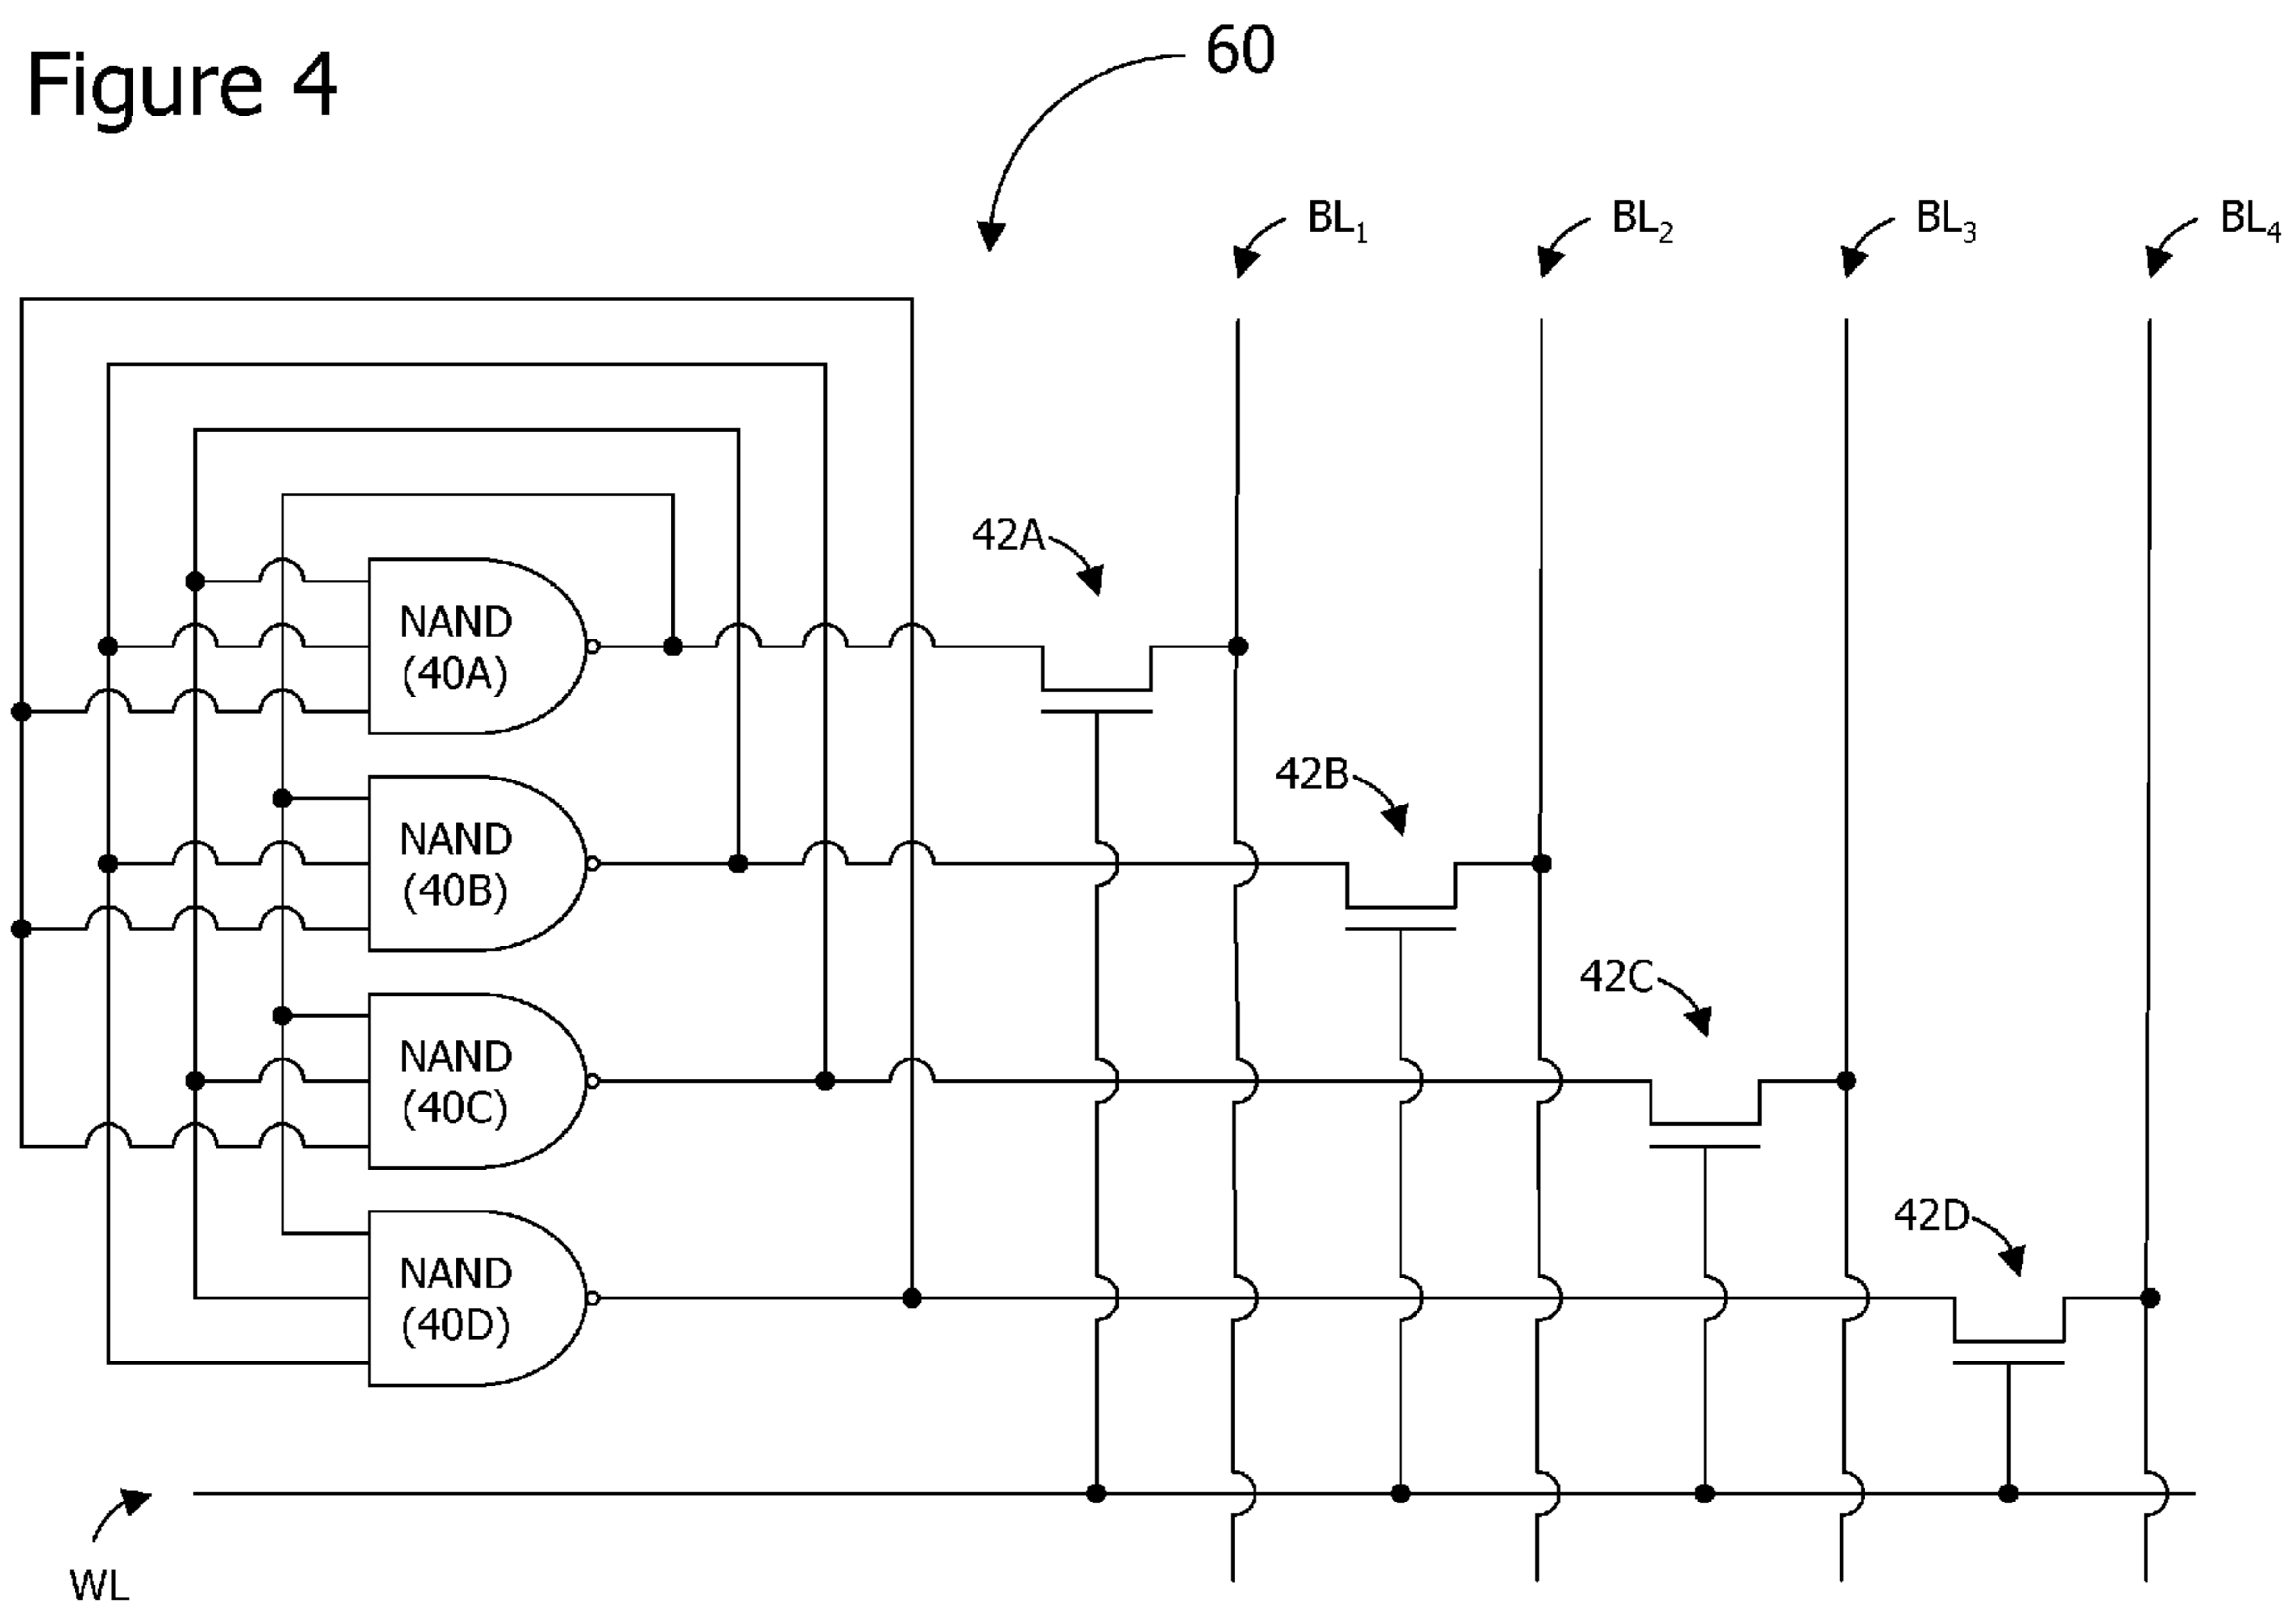 Figure 4
60
BL1
BL2
BL3
BL4
42A
NAND
(40A)
42B
NAND
(40B)
42C
NAND
(40C)
42D
NAND
(40D)
WL